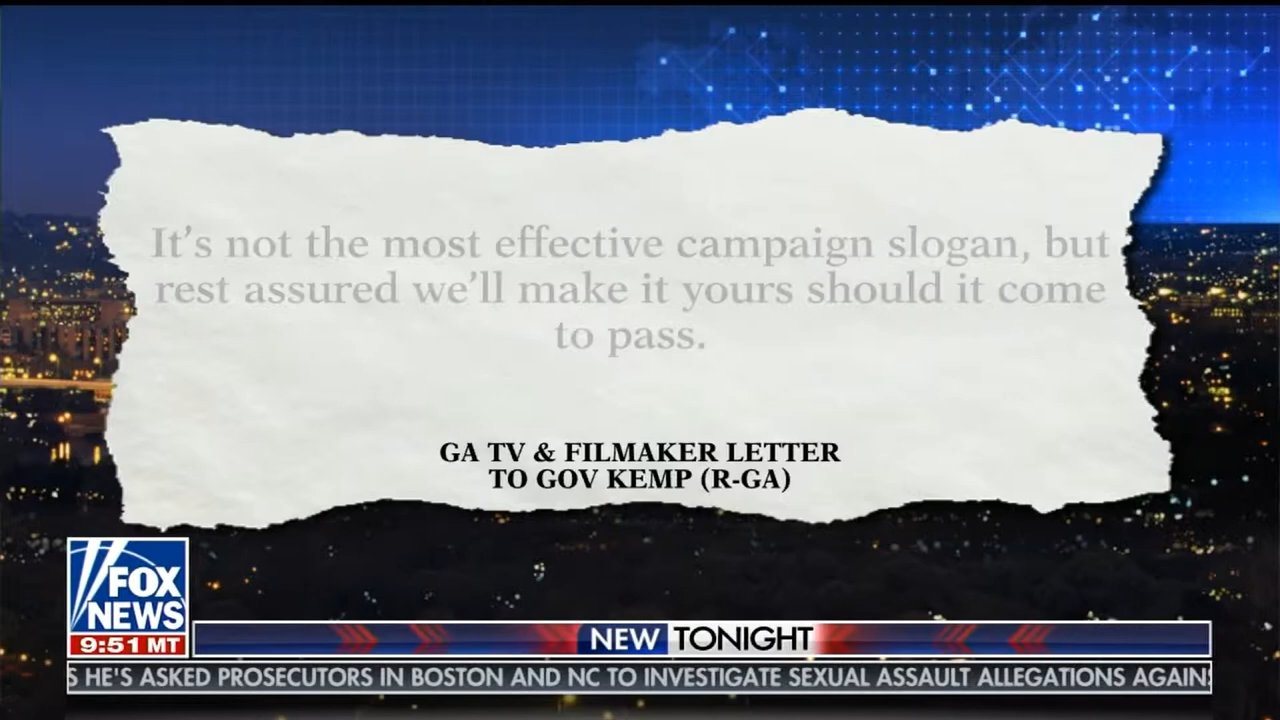 It’s not the most effective campaign slogan, but
rest assured we’ll make it yours should it come
to pass.
GA TV & FILMAKER LETTER
TO GOV KEMP (R-GA)
FOX
NEWS
9:51 MT
NEW TONIGHT
S HE'S ASKED PROSECUTORS IN BOSTON AND NC TO INVESTIGATE SEXUAL ASSAULT ALLEGATIONS AGAINS